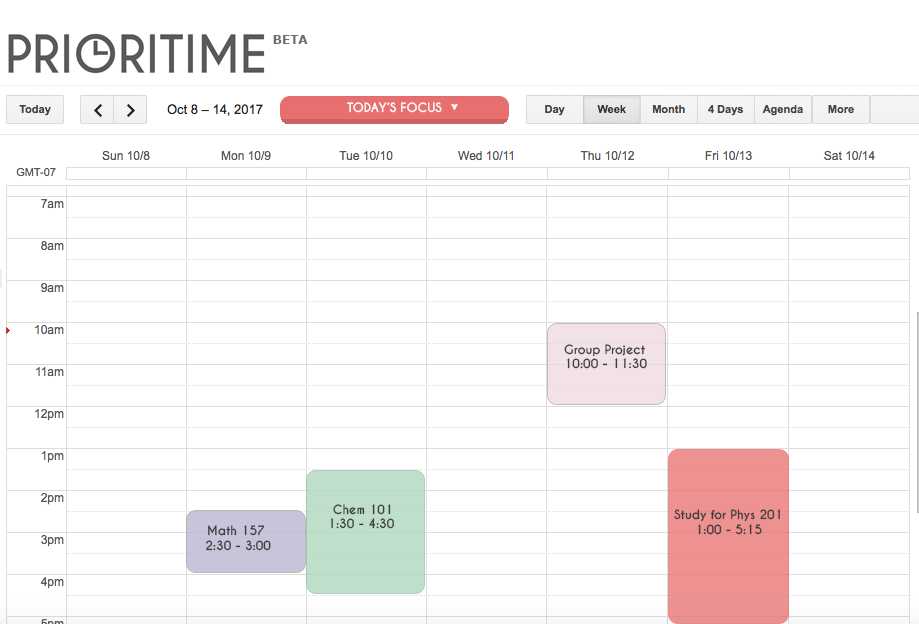 PRIORITIME BETA
Today Oct 8 – 14, 2017 TODAY'S FOCUS ▼ Day Week Month 4 Days Agenda More
Sun 10/8 Mon 10/9 Tue 10/10 Wed 10/11 Thu 10/12 Fri 10/13 Sat 10/14
GMT-07
7am
8am
9am
10am
Group Project
10:00 - 11:30
11am
12pm
1pm
2pm
Chem 101
1:30 - 4:30
Study for Phys 201
1:00 - 5:15
Math 157
2:30 - 3:00
3pm
4pm
5pm